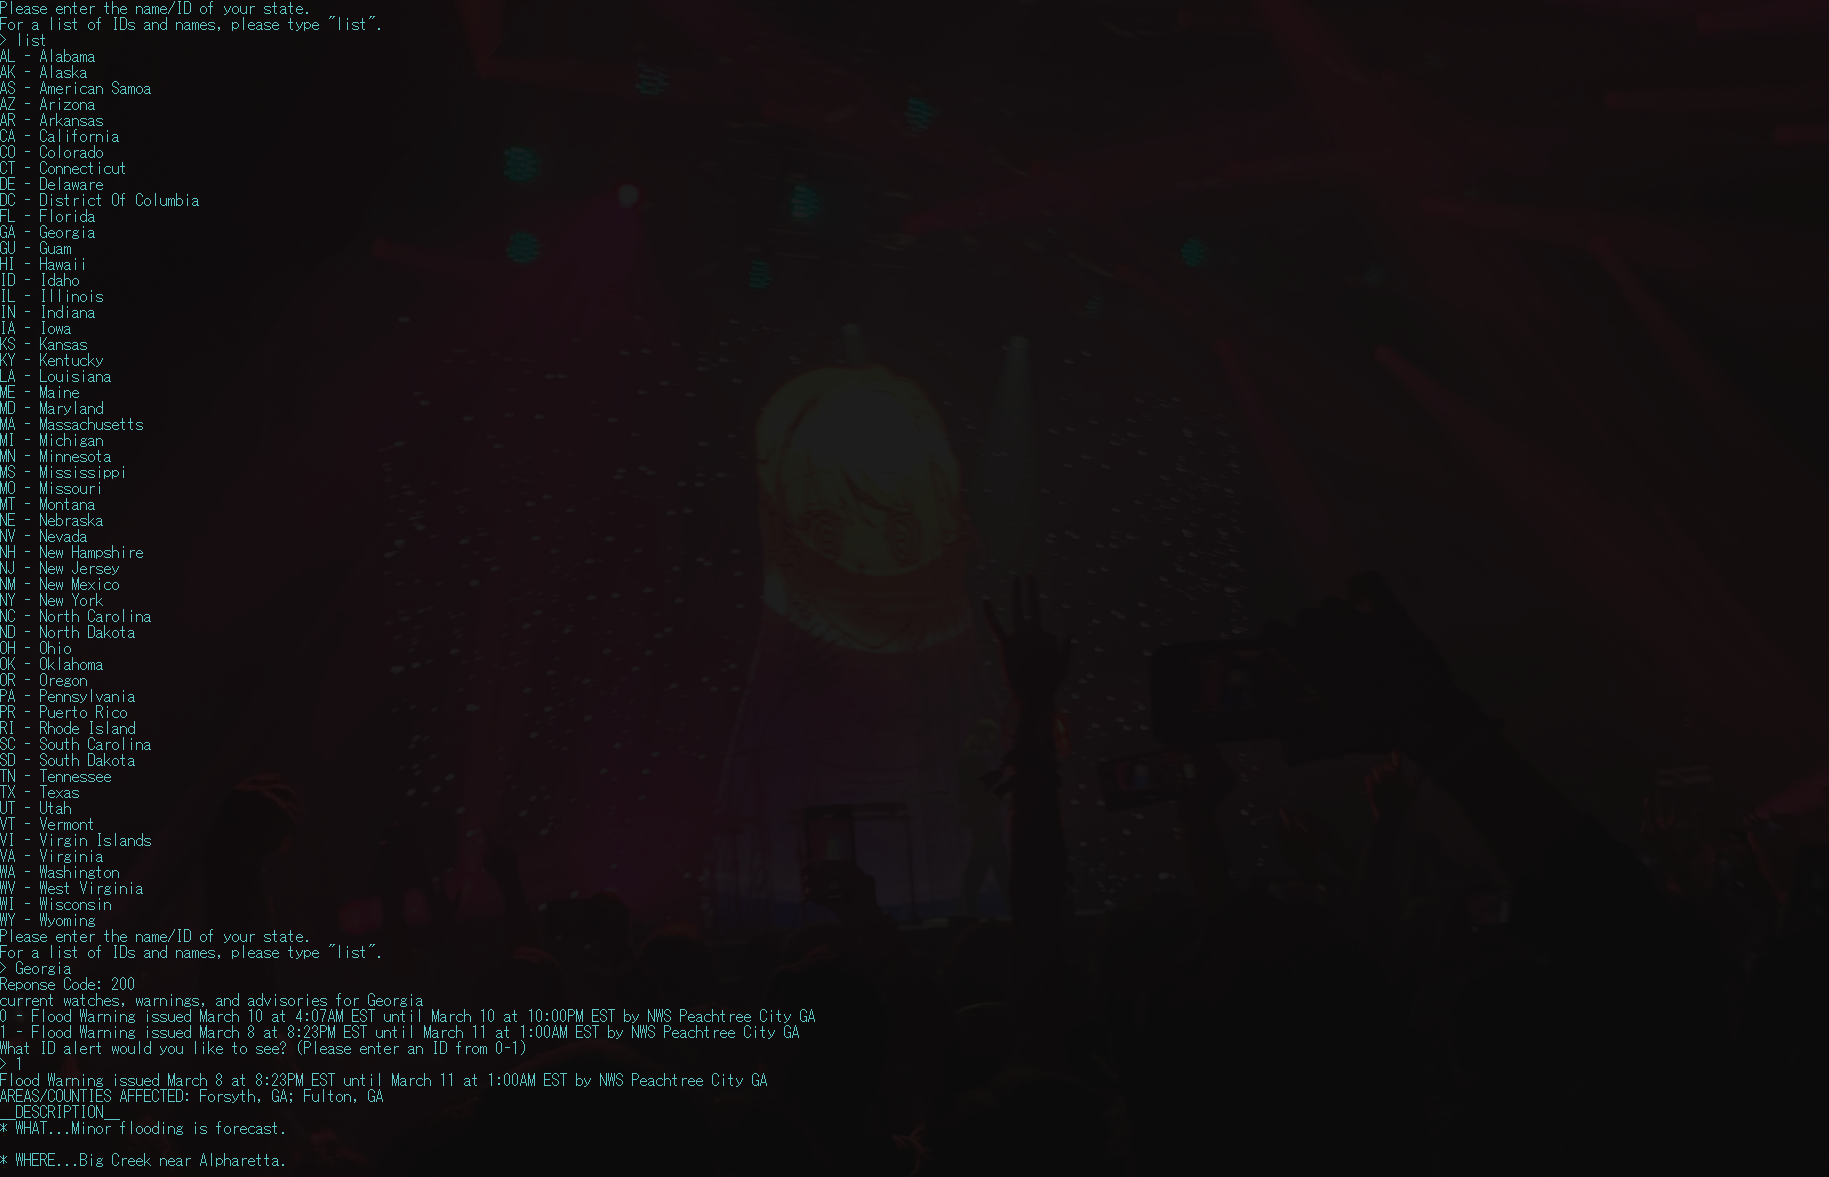 Please enter the name/ID of your state.
For a list of IDs and names, please type "list".
> list
AL - Alabama
AK - Alaska
AS - American Samoa
AZ - Arizona
AR - Arkansas
CA - California
CO - Colorado
CT - Connecticut
DE - Delaware
DC - District Of Columbia
FL - Florida
GA - Georgia
GU - Guam
HI - Hawaii
ID - Idaho
IL - Illinois
IN - Indiana
IA - Iowa
KS - Kansas
KY - Kentucky
LA - Louisiana
ME - Maine
MD - Maryland
MA - Massachusetts
MI - Michigan
MN - Minnesota
MS - Mississippi
MO - Missouri
MT - Montana
NE - Nebraska
NV - Nevada
NH - New Hampshire
NJ - New Jersey
NM - New Mexico
NY - New York
NC - North Carolina
ND - North Dakota
OH - Ohio
OK - Oklahoma
OR - Oregon
PA - Pennsylvania
PR - Puerto Rico
RI - Rhode Island
SC - South Carolina
SD - South Dakota
TN - Tennessee
TX - Texas
UT - Utah
VT - Vermont
VI - Virgin Islands
VA - Virginia
WA - Washington
WV - West Virginia
WI - Wisconsin
WY - Wyoming
Please enter the name/ID of your state.
For a list of IDs and names, please type "list".
> Georgia
Reponse Code: 200
current watches, warnings, and advisories for Georgia
0 - Flood Warning issued March 10 at 4:07AM EST until March 10 at 10:00PM EST by NWS Peachtree City GA
1 - Flood Warning issued March 8 at 8:23PM EST until March 11 at 1:00AM EST by NWS Peachtree City GA
What ID alert would you like to see? (Please enter an ID from 0-1)
> 1
Flood Warning issued March 8 at 8:23PM EST until March 11 at 1:00AM EST by NWS Peachtree City GA
AREAS/COUNTIES AFFECTED: Forsyth, GA; Fulton, GA
__DESCRIPTION__
* WHAT...Minor flooding is forecast.
* WHERE...Big Creek near Alpharetta.